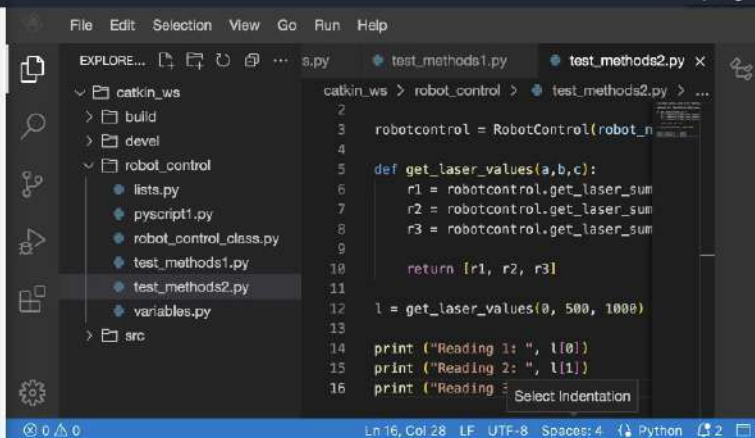 File Edit Selection View Go Run Help
EXPLORE... s.py test_methods1.py test_methods2.py
catkin_ws > robot_control > test_methods2.py > ...
catkin_ws
build
devel
robot_control
lists.py
pyscript1.py
robot_control_class.py
test_methods1.py
test_methods2.py
variables.py
src
2
3 robotcontrol = RobotControl(robot_n
4
5 def get_laser_values(a,b,c):
6 r1 = robotcontrol.get_laser_sum
7 r2 = robotcontrol.get_laser_sum
8 r3 = robotcontrol.get_laser_sum
9
10 return [r1, r2, r3]
11
12 l = get_laser_values(0, 500, 1000)
13
14 print ("Reading 1: ", l[0])
15 print ("Reading 2: ", l[1])
16 print ("Reading
Select Indentation
0 0 Ln 16, Col 28 LF UTF-8 Spaces: 4 Python 2